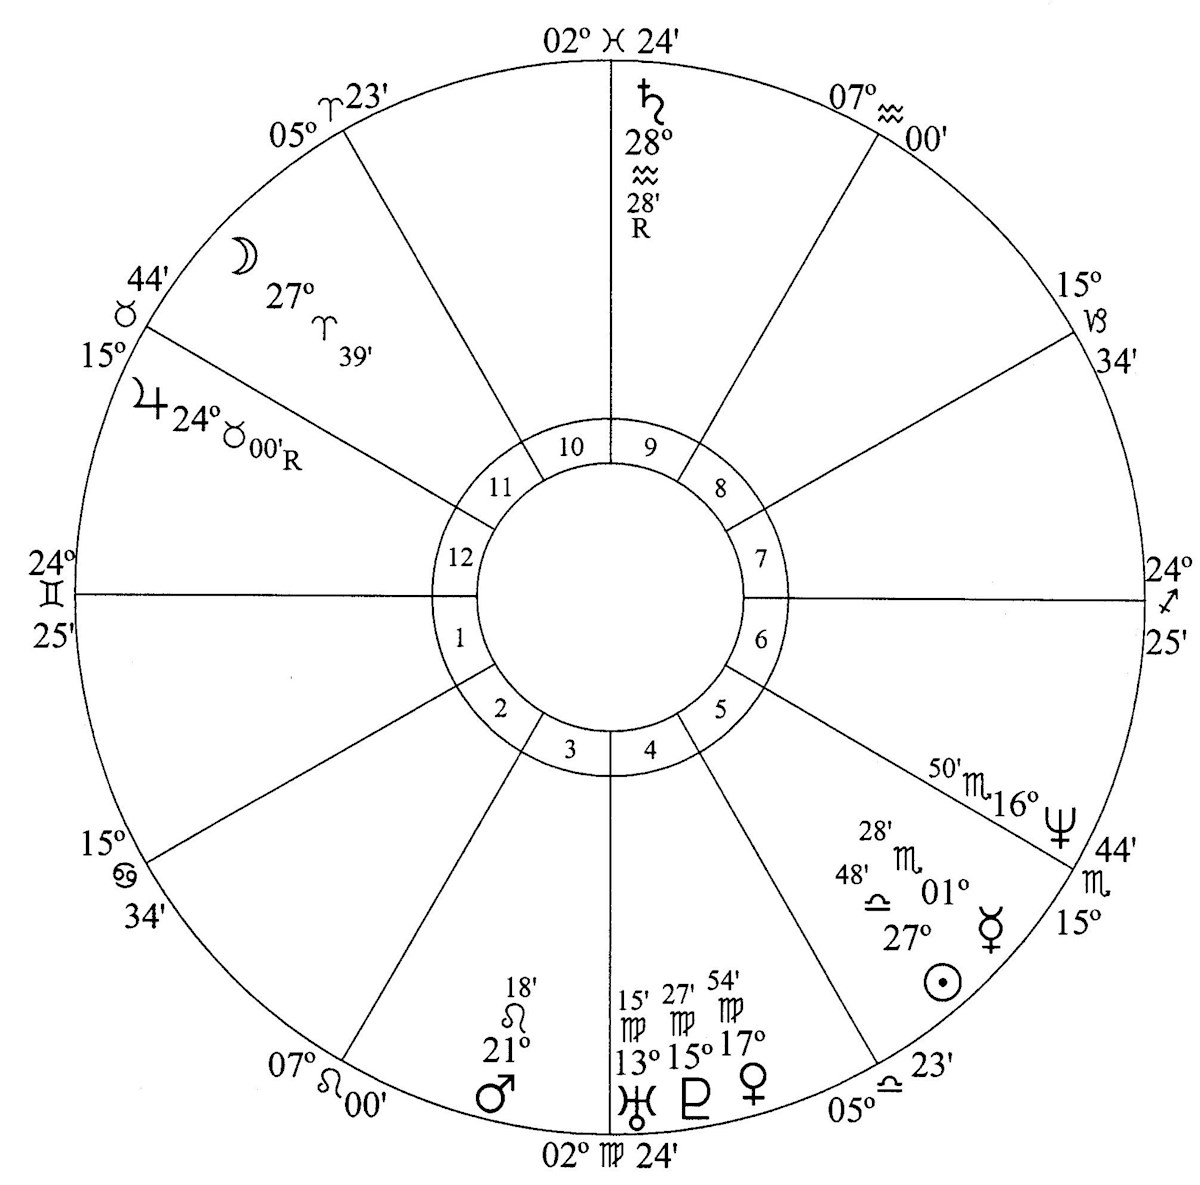 02° ♓ 24'
♄
28°
♒
28'
R
07° ♒ 00'
15° ♑ 34'
24° ♐ 25'
44' ♏ 15°
05° ♎ 23'
02° ♍ 24'
07° ♌ 00'
15° ♋ 34'
24° ♊ 25'
44' ♉ 15°
05° ♈ 23'
☽ 27° ♈ 39'
♃ 24° ♉ 00' R
10
9
11
8
12
7
1
6
2
5
3
4
50' ♏ 16° ♆
28' ♏ 01° ☿
48' ♎ 27° ☉
18'
♌
21°
♂
15'
♍
13°
♅
27'
♍
15°
♇
54'
♍
17°
♀